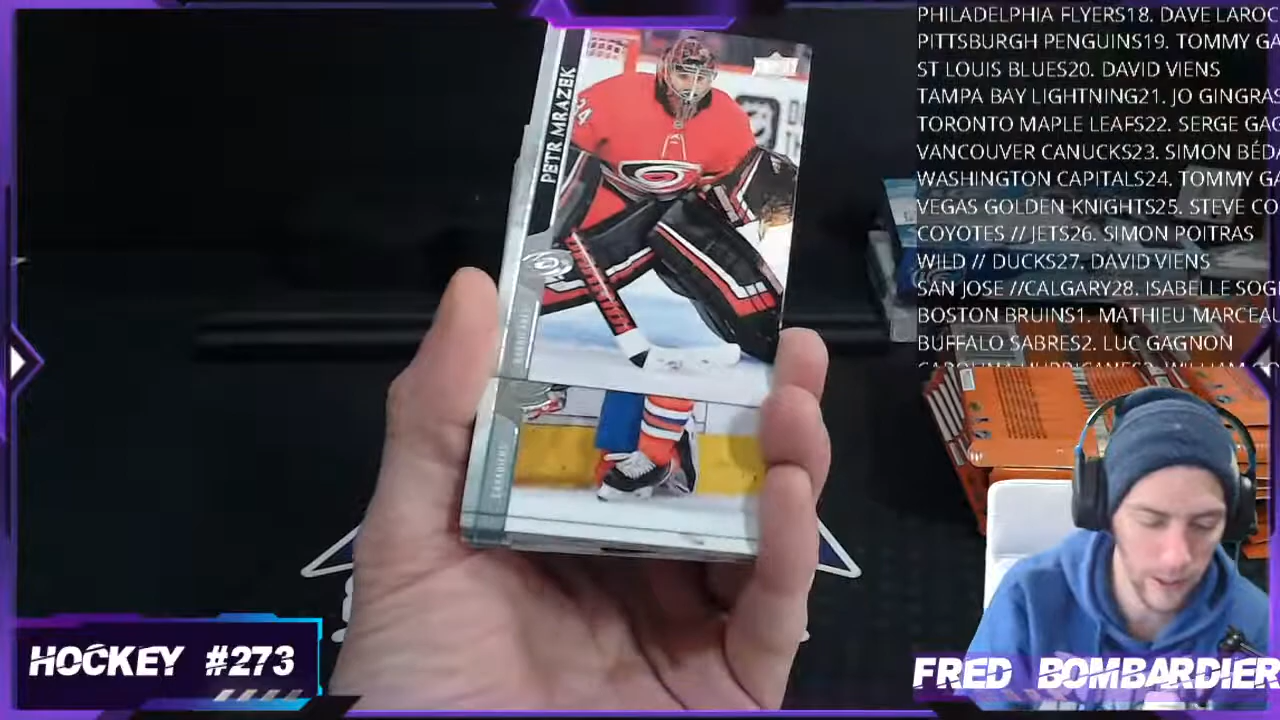 PHILADELPHIA FLYERS18. DAVE LAROC
PITTSBURGH PENGUINS19. TOMMY GA
ST LOUIS BLUES20. DAVID VIENS
TAMPA BAY LIGHTNING21. JO GINGRAS
TORONTO MAPLE LEAFS22. SERGE GAG
VANCOUVER CANUCKS23. SIMON BÉDA
WASHINGTON CAPITALS24. TOMMY GA
VEGAS GOLDEN KNIGHTS25. STEVE CO
COYOTES // JETS26. SIMON POITRAS
WILD // DUCKS27. DAVID VIENS
SAN JOSE //CALGARY28. ISABELLE SOG
BOSTON BRUINS1. MATHIEU MARCEAU
BUFFALO SABRES2. LUC GAGNON
PETR MRAZEK
HURRICANES
CANADIENS
HOCKEY #273
FRED BOMBARDIER